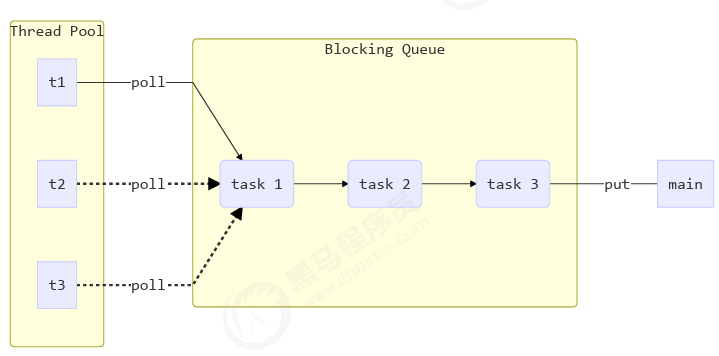 Thread Pool
Blocking Queue
t1
poll
t2
poll
task 1
task 2
task 3
put
main
t3
poll
黑马程序员
www.itheima.com